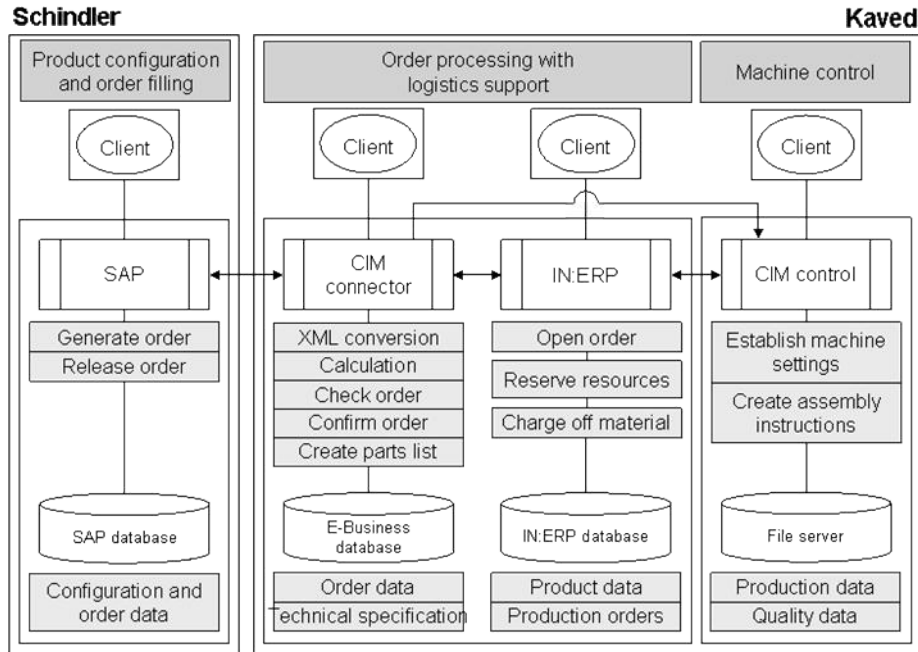 Schindler
Kaved
Product configuration
and order filling
Order processing with
logistics support
Machine control
Client
Client
Client
Client
SAP
CIM
connector
IN:ERP
CIM control
Generate order
Release order
XML conversion
Calculation
Check order
Confirm order
Create parts list
Open order
Reserve resources
Charge off material
Establish machine
settings
Create assembly
instructions
SAP database
E-Business
database
IN:ERP database
File server
Configuration and
order data
Order data
Technical specification
Product data
Production orders
Production data
Quality data